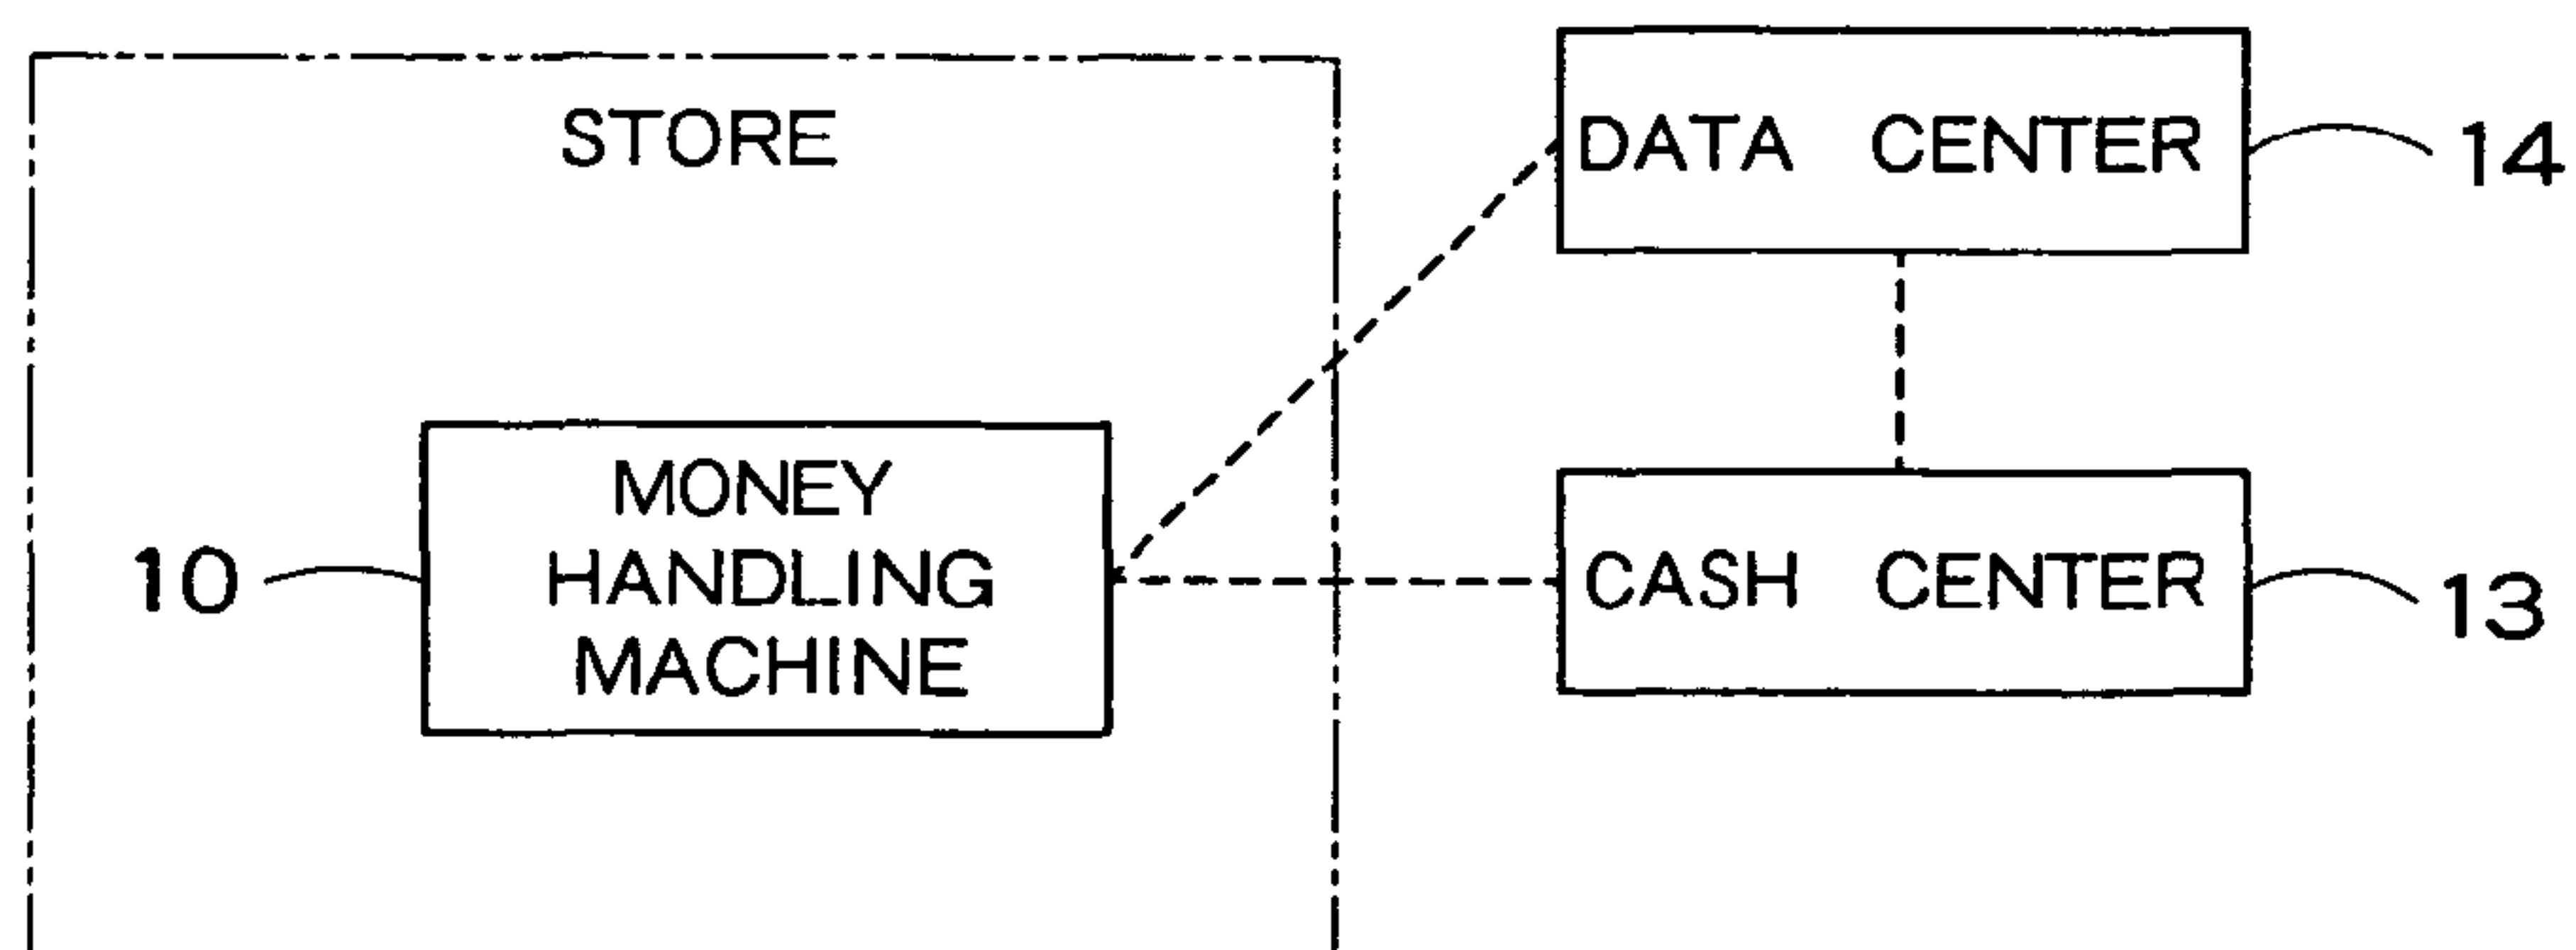 STORE
DATA CENTER
14
MONEY
HANDLING
MACHINE
10
CASH CENTER
13